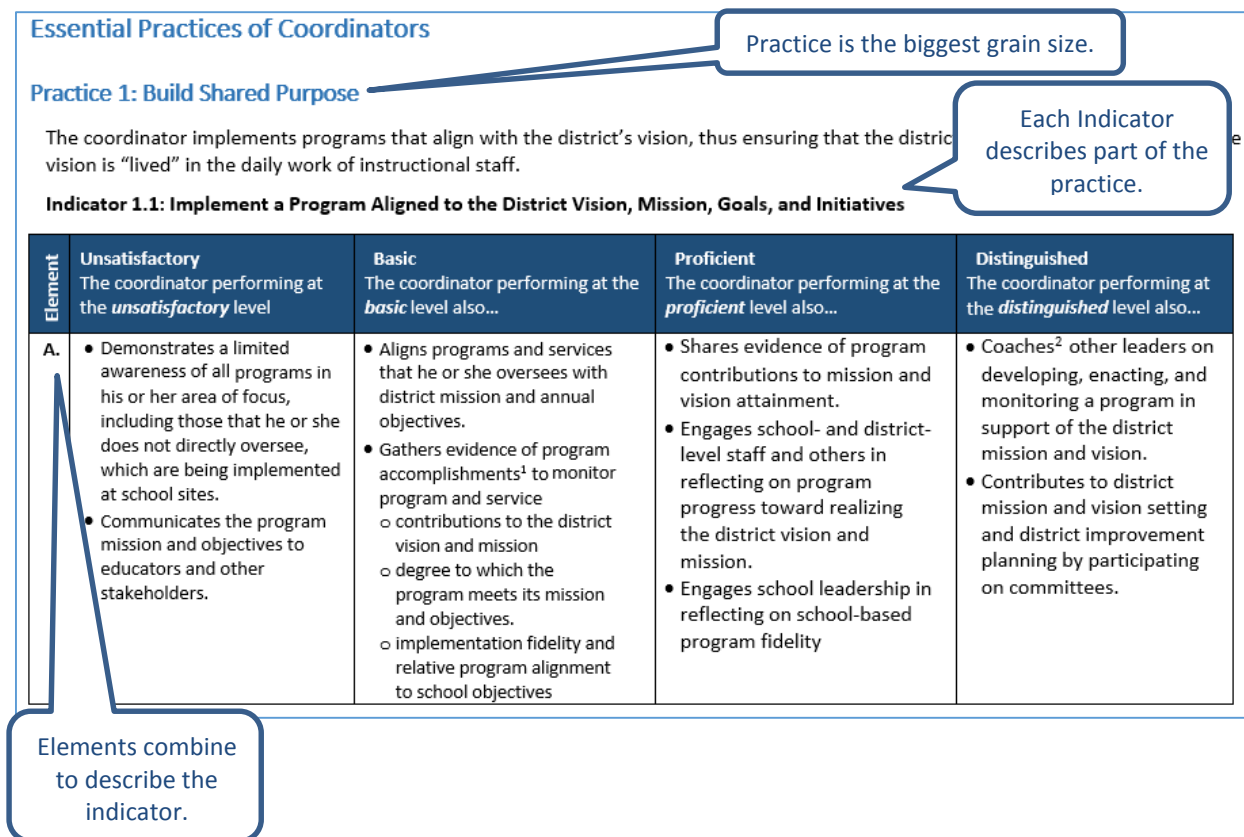 Essential Practices of Coordinators
Practice is the biggest grain size.
Practice 1: Build Shared Purpose
The coordinator implements programs that align with the district’s vision, thus ensuring that the distric
e
vision is “lived” in the daily work of instructional staff.
Each Indicator
describes part of the
practice.
Indicator 1.1: Implement a Program Aligned to the District Vision, Mission, Goals, and Initiatives
Element
Unsatisfactory
The coordinator performing at
the unsatisfactory level
Basic
The coordinator performing at the
basic level also...
Proficient
The coordinator performing at the
proficient level also...
Distinguished
The coordinator performing at
the distinguished level also...
A.
• Demonstrates a limited
awareness of all programs in
his or her area of focus,
including those that he or she
does not directly oversee,
which are being implemented
at school sites.
• Communicates the program
mission and objectives to
educators and other
stakeholders.
• Aligns programs and services
that he or she oversees with
district mission and annual
objectives.
• Gathers evidence of program
accomplishments¹ to monitor
program and service
o contributions to the district
vision and mission
o degree to which the
program meets its mission
and objectives.
o implementation fidelity and
relative program alignment
to school objectives
• Shares evidence of program
contributions to mission and
vision attainment.
• Engages school- and district-
level staff and others in
reflecting on program
progress toward realizing
the district vision and
mission.
• Engages school leadership in
reflecting on school-based
program fidelity
• Coaches² other leaders on
developing, enacting, and
monitoring a program in
support of the district
mission and vision.
• Contributes to district
mission and vision setting
and district improvement
planning by participating
on committees.
Elements combine
to describe the
indicator.